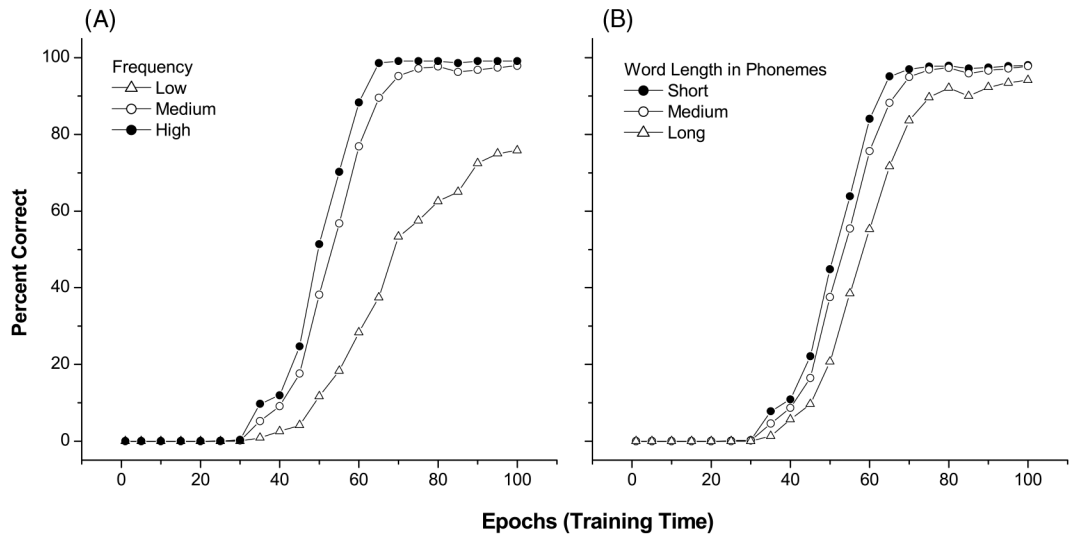 (A)
Frequency
Low
Medium
High
100
80
60
40
20
0
0 20 40 60 80 100
(B)
Word Length in Phonemes
Short
Medium
Long
0 20 40 60 80 100
Percent Correct
Epochs (Training Time)